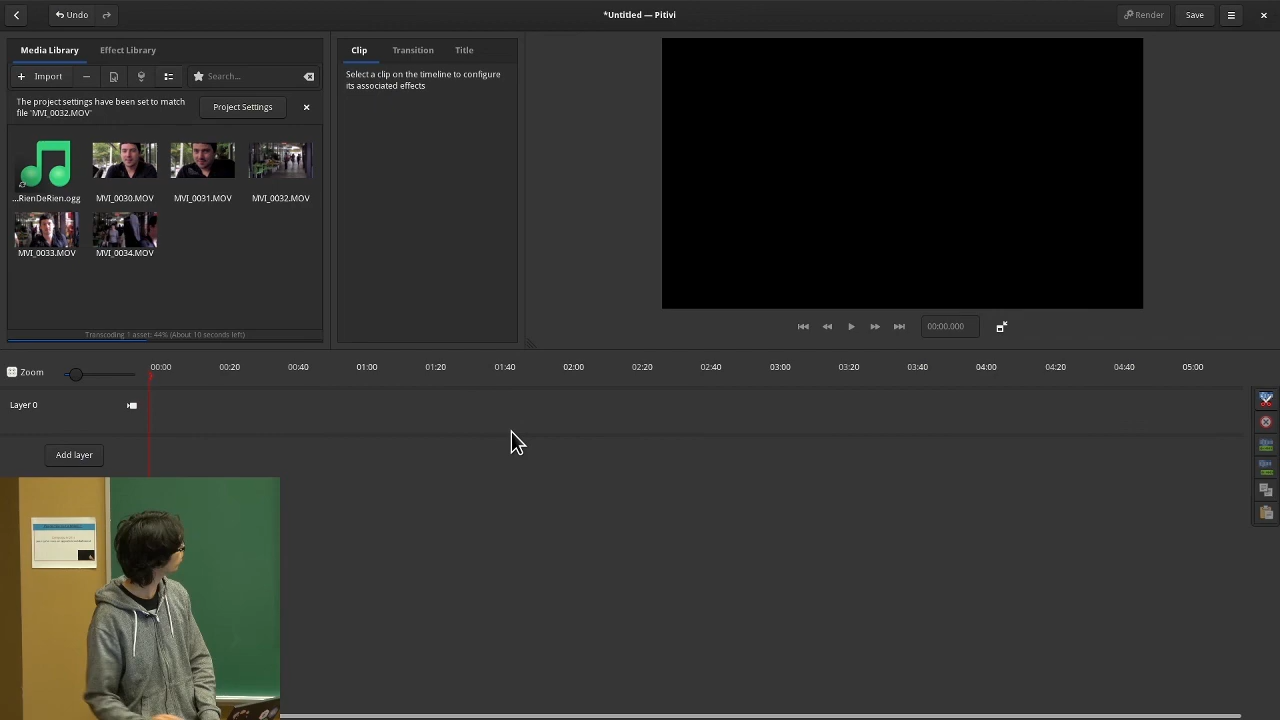 Undo
*Untitled — Pitivi
Render
Save
Media Library
Effect Library
Import
Search...
The project settings have been set to match
file 'MVI_0032.MOV'
Project Settings
...RienDeRien.ogg
MVI_0030.MOV
MVI_0031.MOV
MVI_0032.MOV
MVI_0033.MOV
MVI_0034.MOV
Transcoding 1 asset: 44% (About 10 seconds left)
Clip
Transition
Title
Select a clip on the timeline to configure
its associated effects
00:00.000
Zoom
00:00
00:20
00:40
01:00
01:20
01:40
02:00
02:20
02:40
03:00
03:20
03:40
04:00
04:20
04:40
05:00
Layer 0
Add layer